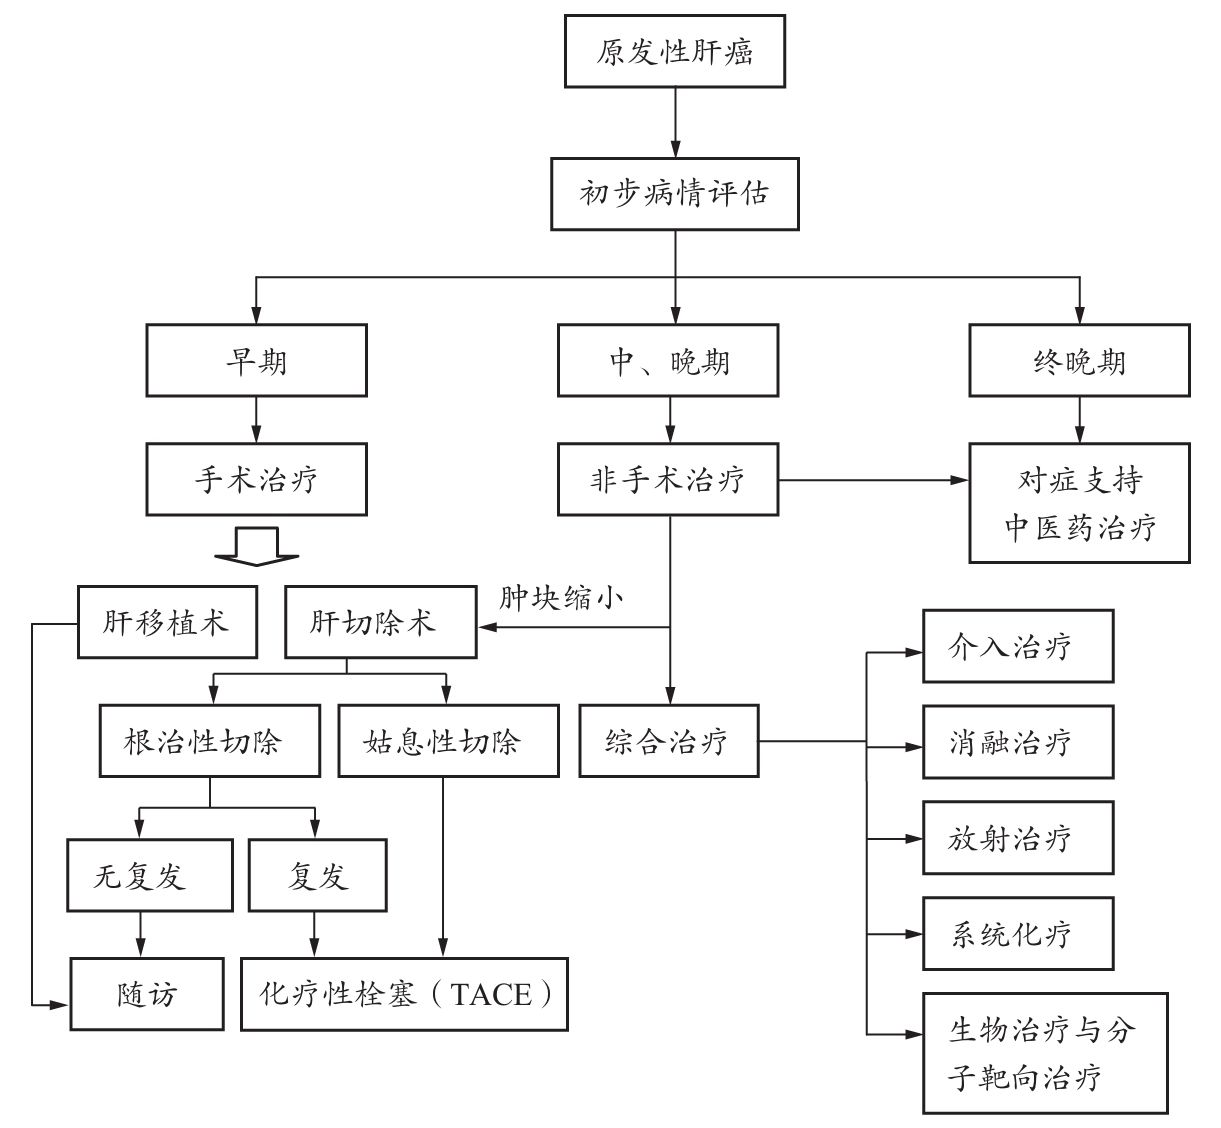 原发性肝癌
初步病情评估
早期
中、晚期
终晚期
手术治疗
非手术治疗
对症支持
中医药治疗
肝移植术
肝切除术
肿块缩小
介入治疗
根治性切除
姑息性切除
综合治疗
消融治疗
放射治疗
无复发
复发
系统化疗
随访
化疗性栓塞（TACE）
生物治疗与分
子靶向治疗